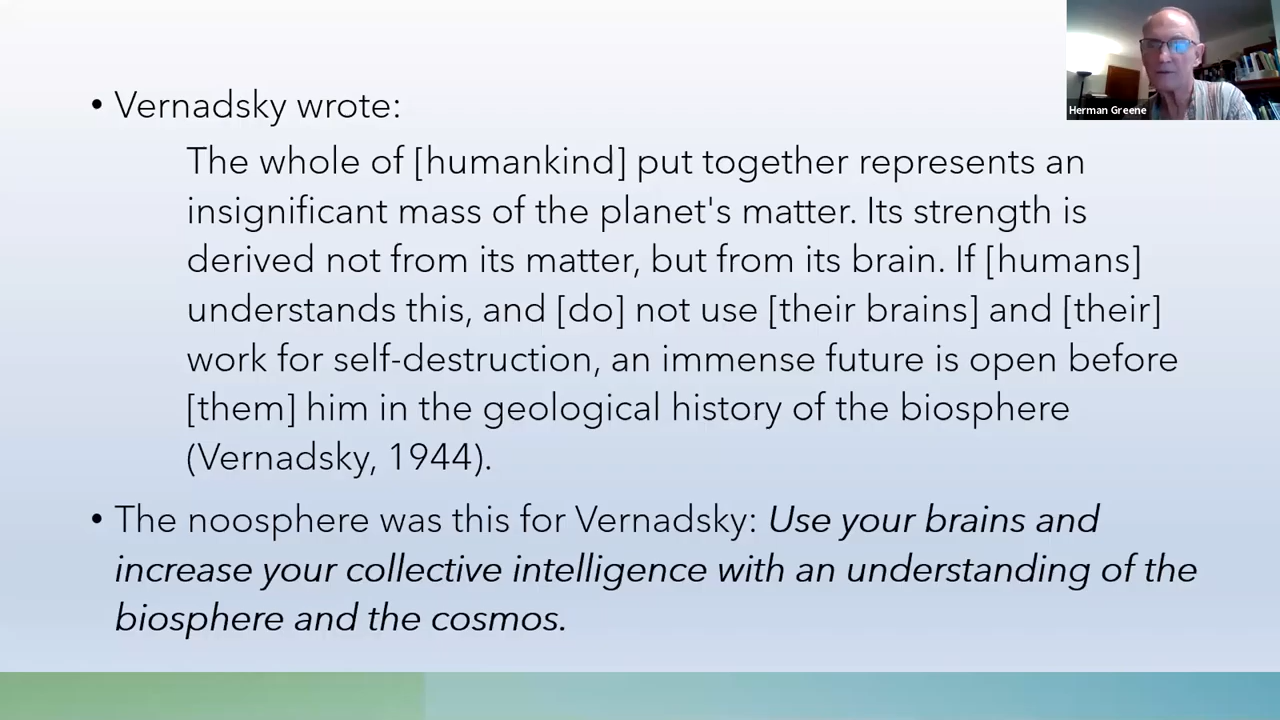 • Vernadsky wrote:
The whole of [humankind] put together represents an
insignificant mass of the planet's matter. Its strength is
derived not from its matter, but from its brain. If [humans]
understands this, and [do] not use [their brains] and [their]
work for self-destruction, an immense future is open before
[them] him in the geological history of the biosphere
(Vernadsky, 1944).
• The noosphere was this for Vernadsky: Use your brains and
increase your collective intelligence with an understanding of the
biosphere and the cosmos.
Herman Greene